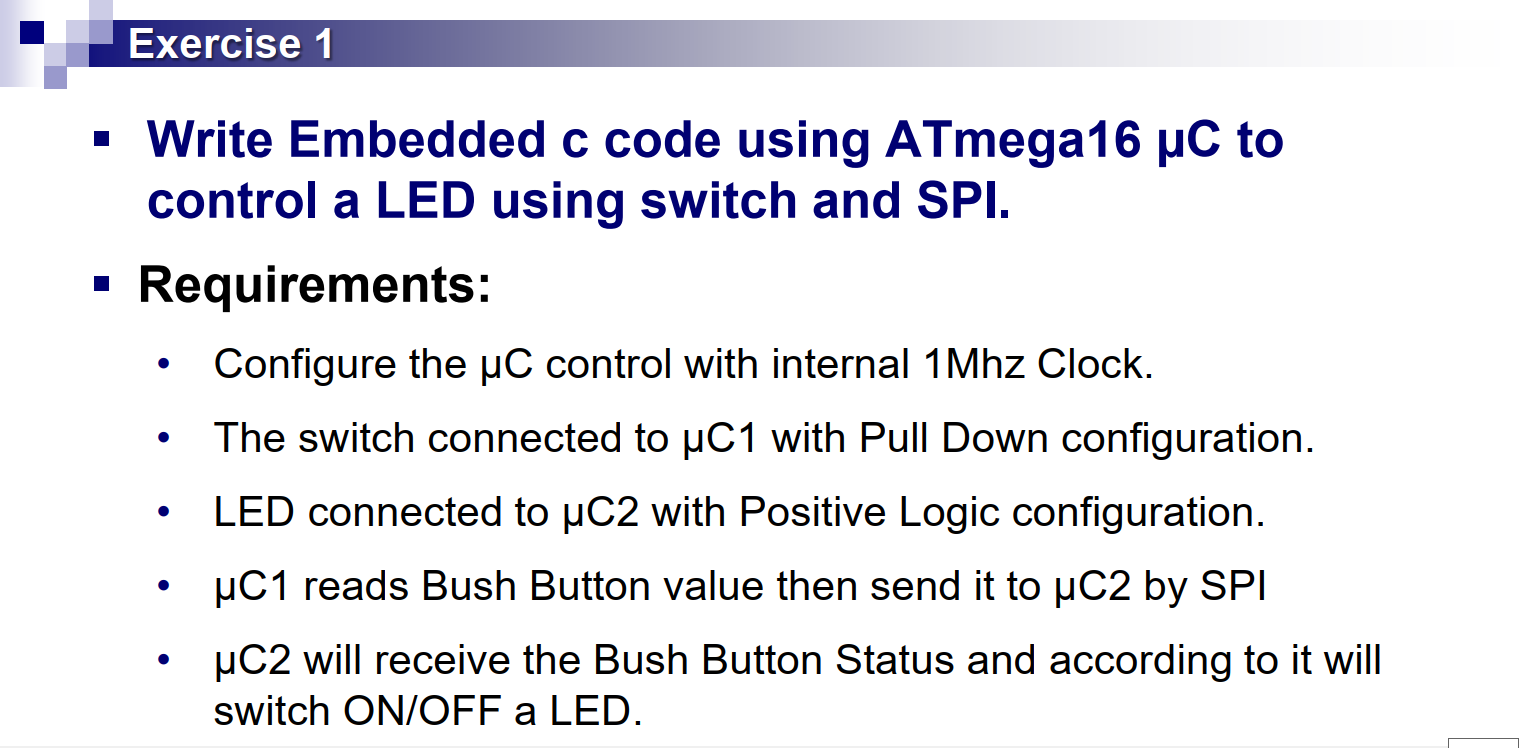 Exercise 1
▪ Write Embedded c code using ATmega16 µC to
control a LED using switch and SPI.
▪ Requirements:
• Configure the µC control with internal 1Mhz Clock.
• The switch connected to µC1 with Pull Down configuration.
• LED connected to µC2 with Positive Logic configuration.
• µC1 reads Bush Button value then send it to µC2 by SPI
• µC2 will receive the Bush Button Status and according to it will
switch ON/OFF a LED.